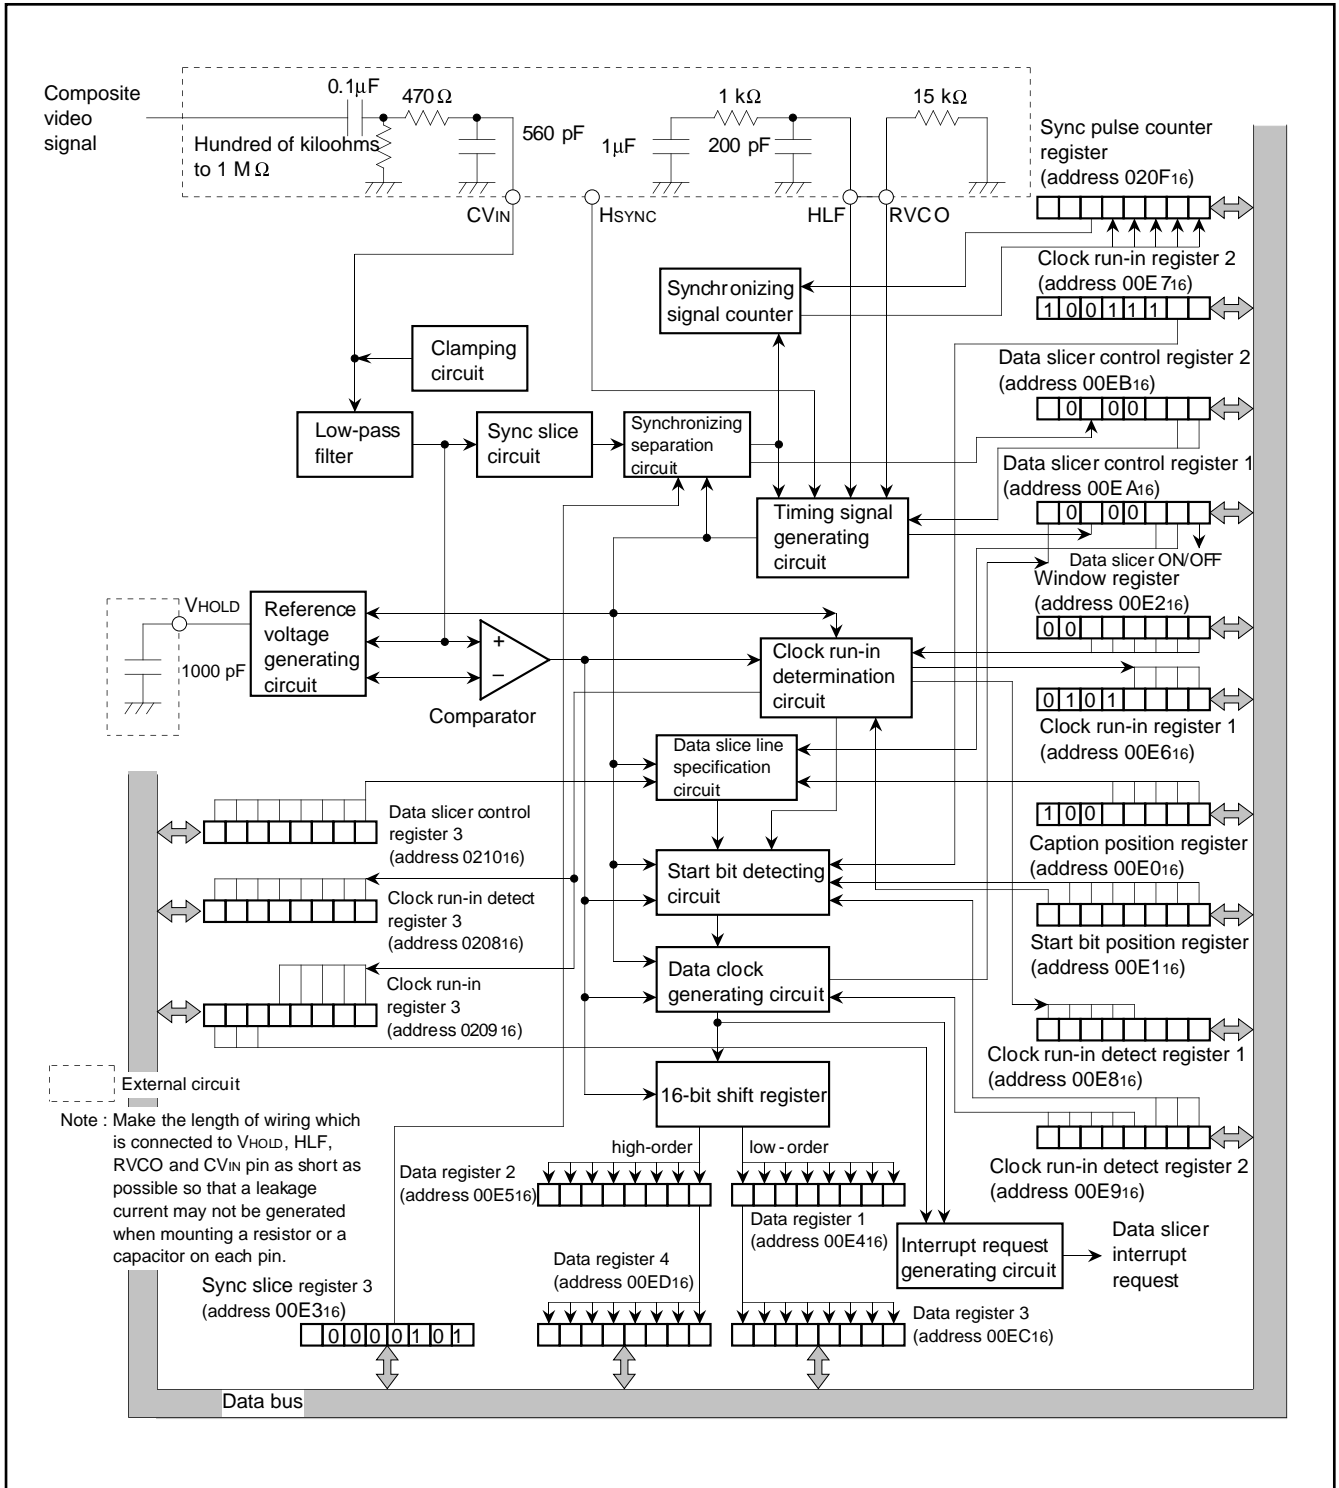 Composite
video
signal
0.1µF
470 Ω
Hundred of kiloohms
to 1 M Ω
560 pF
1µF
1 kΩ
200 pF
15 kΩ
CVIN
HSYNC
HLF
RVCO
Sync pulse counter
register
(address 020F16)
Synchronizing
signal counter
Clock run-in register 2
(address 00E716)
1 0 0 1 1 1
Clamping
circuit
Data slicer control register 2
(address 00EB16)
0 0 0
Low-pass
filter
Sync slice
circuit
Synchronizing
separation
circuit
Data slicer control register 1
(address 00EA16)
0 0 0
Timing signal
generating
circuit
Data slicer ON/OFF
Window register
(address 00E216)
0 0
VHOLD
1000 pF
Reference
voltage
generating
circuit
+
−
Comparator
Clock run-in
determination
circuit
0 1 0 1
Clock run-in register 1
(address 00E616)
Data slice line
specification
circuit
1 0 0
Caption position register
(address 00E016)
Data slicer control
register 3
(address 021016)
Start bit detecting
circuit
Clock run-in detect
register 3
(address 020816)
Start bit position register
(address 00E116)
Data clock
generating circuit
Clock run-in
register 3
(address 020916)
Clock run-in detect register 1
(address 00E816)
External circuit
16-bit shift register
Note : Make the length of wiring which
is connected to VHOLD, HLF,
RVCO and CVIN pin as short as
possible so that a leakage
current may not be generated
when mounting a resistor or a
capacitor on each pin.
high-order
low-order
Clock run-in detect register 2
(address 00E916)
Data register 2
(address 00E516)
Data register 1
(address 00E416)
Interrupt request
generating circuit
Data slicer
interrupt
request
Data register 4
(address 00ED16)
Sync slice register 3
(address 00E316)
0 0 0 0 1 0 1
Data register 3
(address 00EC16)
Data bus